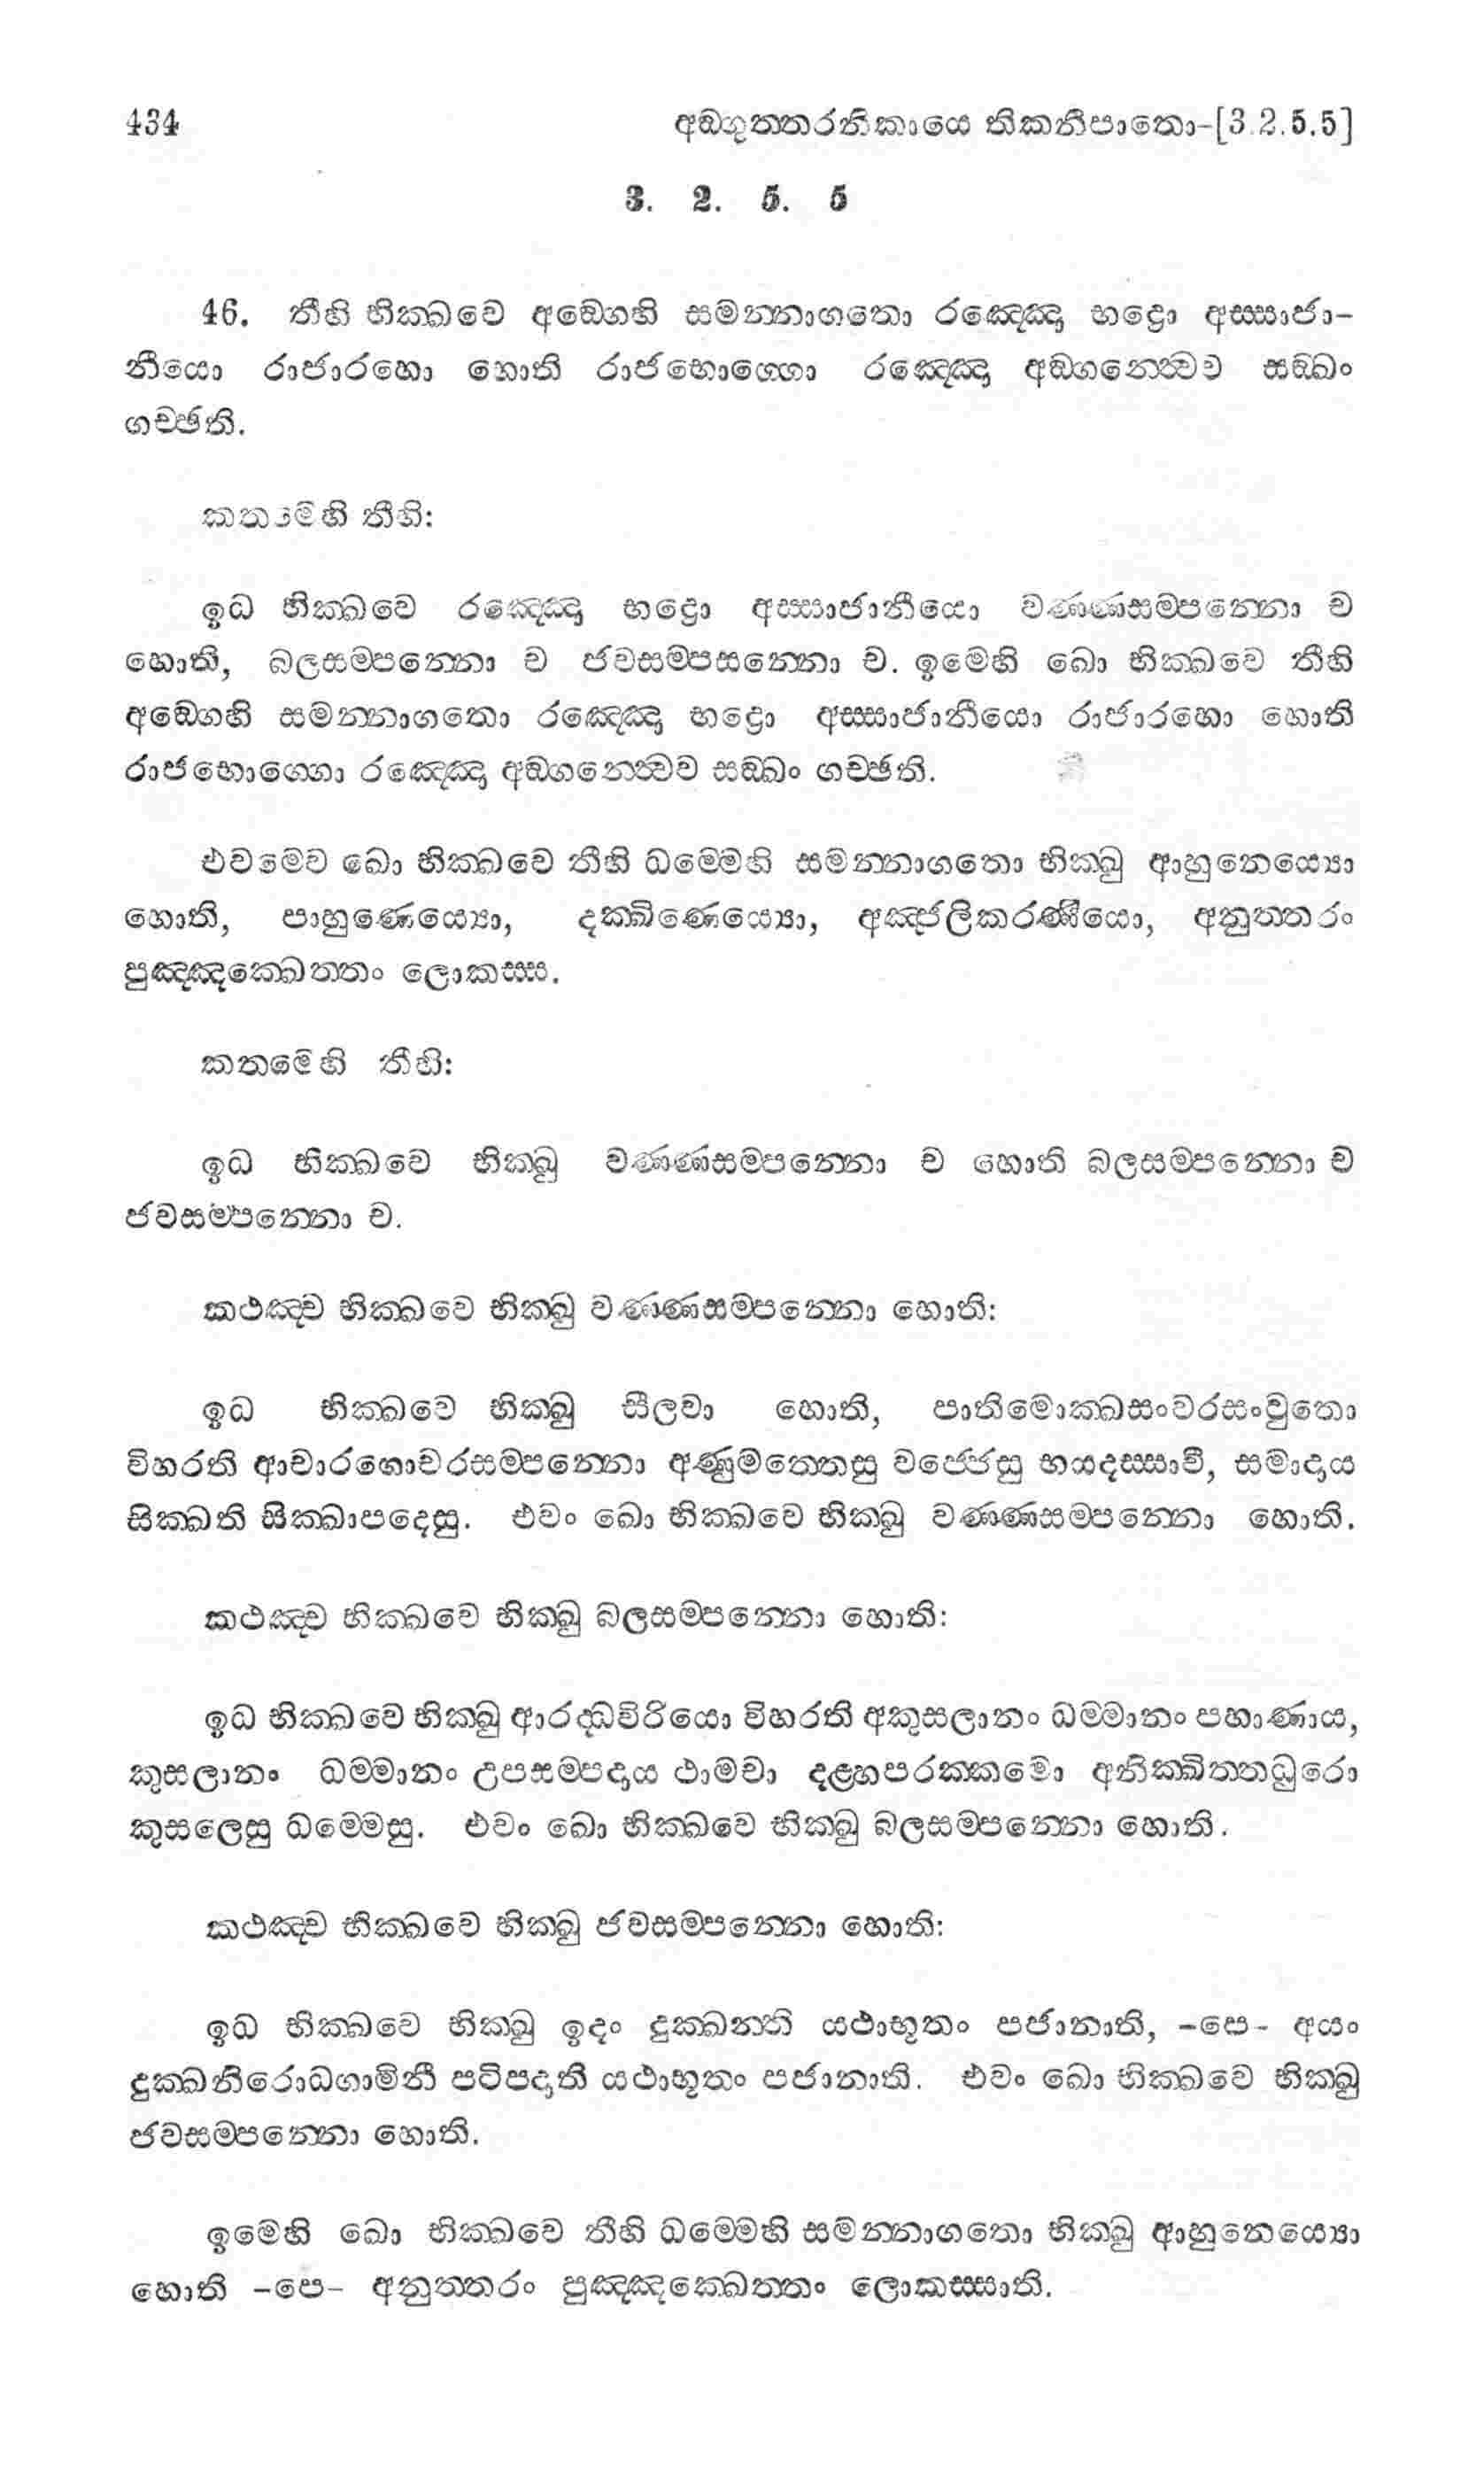 434 අඞ්ගුත්තරනිකායෙ තිකනිපාතො-[3.2.5.5]
3. 2. 5. 5
46. තීහි භික්ඛවෙ අඞ්ගෙහි සමන්නාගතො රඤ්ඤො භද්‍රො අස්සාජා-
නීයො රාජාරහො හොති රාජභොග්ගො රඤ්ඤො අඞ්ගන්ත්‍වෙව සඞ්ඛං
ගච්ඡති.
කතමේහි තීහි:
ඉධ භික්ඛවෙ රඤ්ඤො භද්‍රො අස්සාජානීයො වණ්ණසම්පන්නො ච
හොති, බලසම්පන්නො ච ජවසම්පසන්නො ච. ඉමෙහි ඛො භික්ඛවෙ තීහි
අඞ්ගෙහි සමන්නාගතො රඤ්ඤො භද්‍රො අස්සාජානීයො රාජාරහො හොති
රාජභොග්ගො රඤ්ඤො අඞ්ගන්ත්‍වෙව සඞ්ඛං ගච්ඡති.
එවමෙව ඛො භික්ඛවෙ තීහි ධම්මෙහි සමන්නාගතො භික්ඛු ආහුනෙය්‍යො
හොති, පාහුණෙය්‍යො, දක්ඛිණෙය්‍යො, අඤ්ජලිකරණීයො, අනුත්තරං
පුඤ්ඤක්ඛෙත්තං ලොකස්ස.
කතමේහි තීහි:
ඉධ භික්ඛවෙ භික්ඛු වණ්ණසම්පන්නො ච හොති බලසම්පන්නො ච
ජවසම්පන්නො ච.
කථඤ්ච භික්ඛවෙ භික්ඛු වණ්ණසම්පන්නො හොති:
ඉධ භික්ඛවෙ භික්ඛු සීලවා හොති, පාතිමොක්ඛසංවරසංවුතො
විහරති ආචාරගොචරසම්පන්නො අණුමත්තෙසු වජ්ජෙසු භයදස්සාවී, සමාදාය
සික්ඛති සික්ඛාපදෙසු. එවං ඛො භික්ඛවෙ භික්ඛු වණ්ණසම්පන්නො හොති.
කථඤ්ච භික්ඛවෙ භික්ඛු බලසම්පන්නො හොති:
ඉධ භික්ඛවෙ භික්ඛු ආරද්ධවිරියො විහරති අකුසලානං ධම්මානං පහාණාය,
කුසලානං ධම්මානං උපසම්පදාය ථාමවා දළ්හපරක්කමො අනික්ඛිත්තධුරො
කුසලෙසු ධම්මෙසු. එවං ඛො භික්ඛවෙ භික්ඛු බලසම්පන්නො හොති.
කථඤ්ච භික්ඛවෙ භික්ඛු ජවසම්පන්නො හොති:
ඉධ භික්ඛවෙ භික්ඛු ඉදං දුක්ඛන්ති යථාභූතං පජානාති, -පෙ- අයං
දුක්ඛනිරොධගාමිනී පටිපදාති යථාභූතං පජානාති. එවං ඛො භික්ඛවෙ භික්ඛු
ජවසම්පන්නො හොති.
ඉමෙහි ඛො භික්ඛවෙ තීහි ධම්මෙහි සමන්නාගතො භික්ඛු ආහුනෙය්‍යො
හොති -පෙ- අනුත්තරං පුඤ්ඤක්ඛෙත්තං ලොකස්සාති.